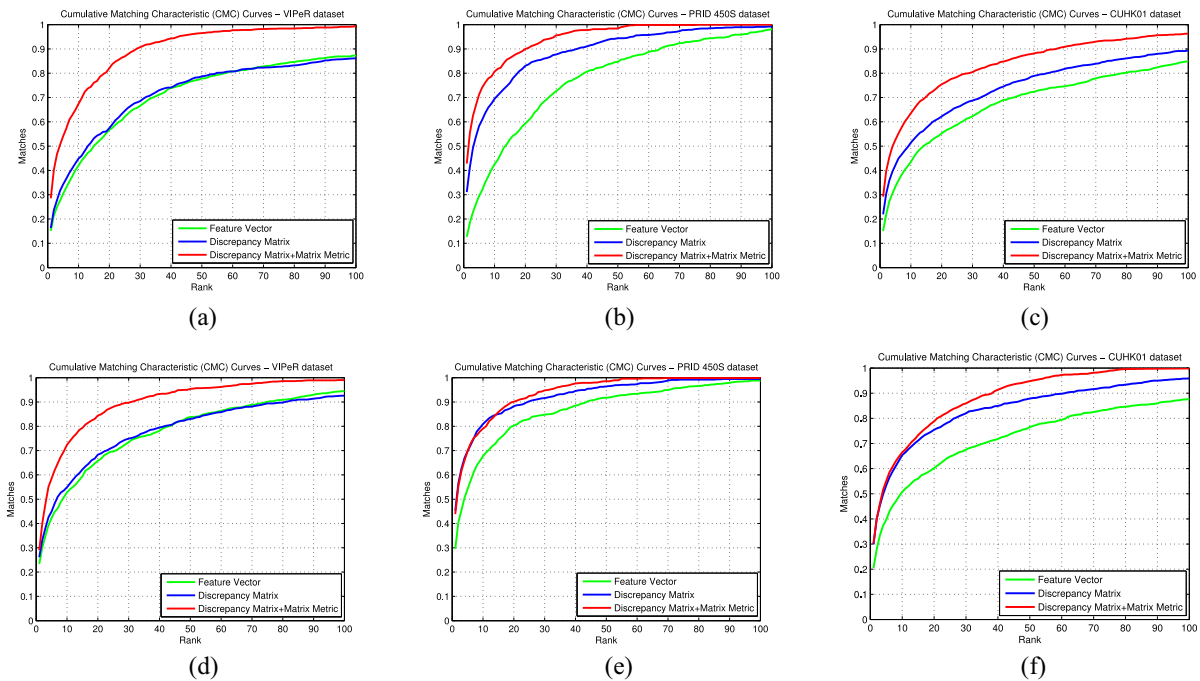 Cumulative Matching Characteristic (CMC) Curves – VIPeR dataset
Matches
1
0.9
0.8
0.7
0.6
0.5
0.4
0.3
0.2
0.1
0
Feature Vector
Discrepancy Matrix
Discrepancy Matrix+Matrix Metric
0 10 20 30 40 50 60 70 80 90 100
Rank
(a)
Cumulative Matching Characteristic (CMC) Curves – PRID 450S dataset
Matches
1
0.9
0.8
0.7
0.6
0.5
0.4
0.3
0.2
0.1
0
Feature Vector
Discrepancy Matrix
Discrepancy Matrix+Matrix Metric
0 10 20 30 40 50 60 70 80 90 100
Rank
(b)
Cumulative Matching Characteristic (CMC) Curves – CUHK01 dataset
Matches
1
0.9
0.8
0.7
0.6
0.5
0.4
0.3
0.2
0.1
0
Feature Vector
Discrepancy Matrix
Discrepancy Matrix+Matrix Metric
0 10 20 30 40 50 60 70 80 90 100
Rank
(c)
Cumulative Matching Characteristic (CMC) Curves – VIPeR dataset
Matches
1
0.9
0.8
0.7
0.6
0.5
0.4
0.3
0.2
0.1
0
Feature Vector
Discrepancy Matrix
Discrepancy Matrix+Matrix Metric
0 10 20 30 40 50 60 70 80 90 100
Rank
(d)
Cumulative Matching Characteristic (CMC) Curves – PRID 450S dataset
Matches
1
0.9
0.8
0.7
0.6
0.5
0.4
0.3
0.2
0.1
0
Feature Vector
Discrepancy Matrix
Discrepancy Matrix+Matrix Metric
0 10 20 30 40 50 60 70 80 90 100
Rank
(e)
Cumulative Matching Characteristic (CMC) Curves – CUHK01 dataset
Matches
1
0.9
0.8
0.7
0.6
0.5
0.4
0.3
0.2
0.1
0
Feature Vector
Discrepancy Matrix
Discrepancy Matrix+Matrix Metric
0 10 20 30 40 50 60 70 80 90 100
Rank
(f)